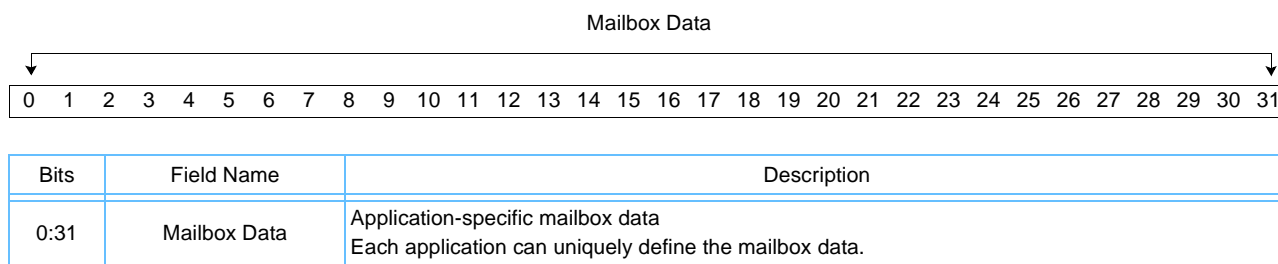 Mailbox Data
0 1 2 3 4 5 6 7 8 9 10 11 12 13 14 15 16 17 18 19 20 21 22 23 24 25 26 27 28 29 30 31
Bits Field Name Description
0:31 Mailbox Data Application-specific mailbox data
Each application can uniquely define the mailbox data.